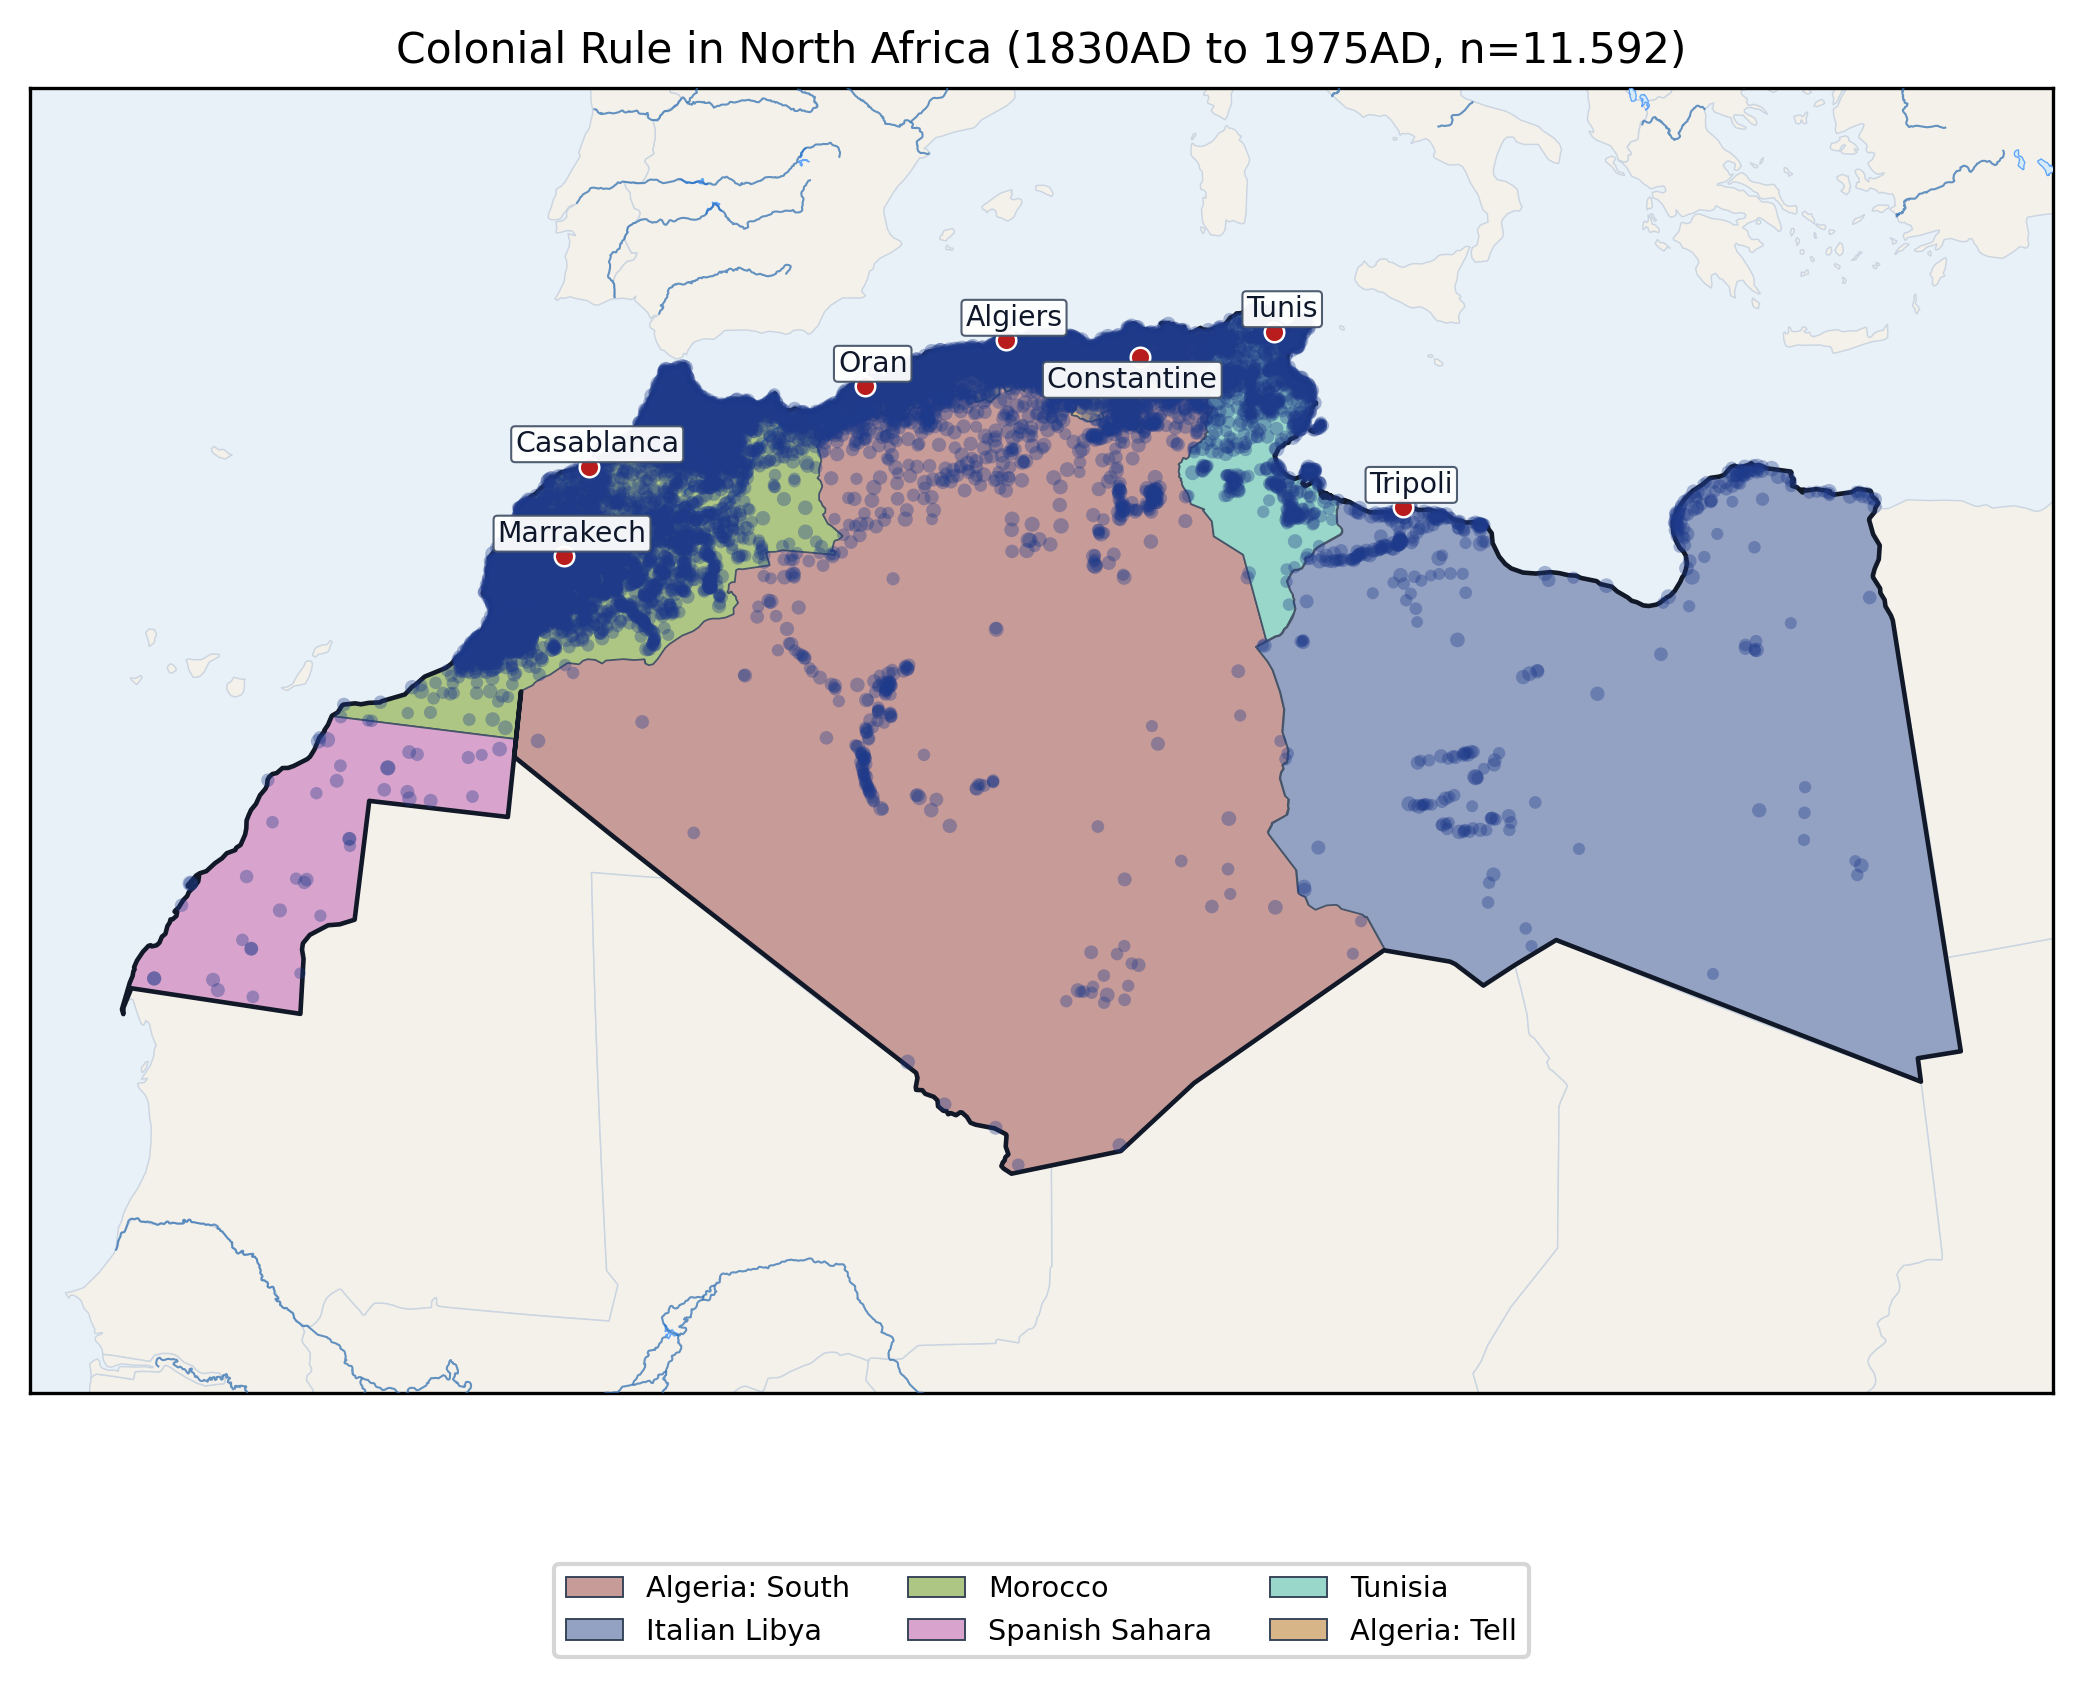 Colonial Rule in North Africa (1830AD to 1975AD, n=11.592)
Tunis
Algiers
Oran
Constantine
Casablanca
Tripoli
Marrakech
Algeria: South
Morocco
Tunisia
Italian Libya
Spanish Sahara
Algeria: Tell